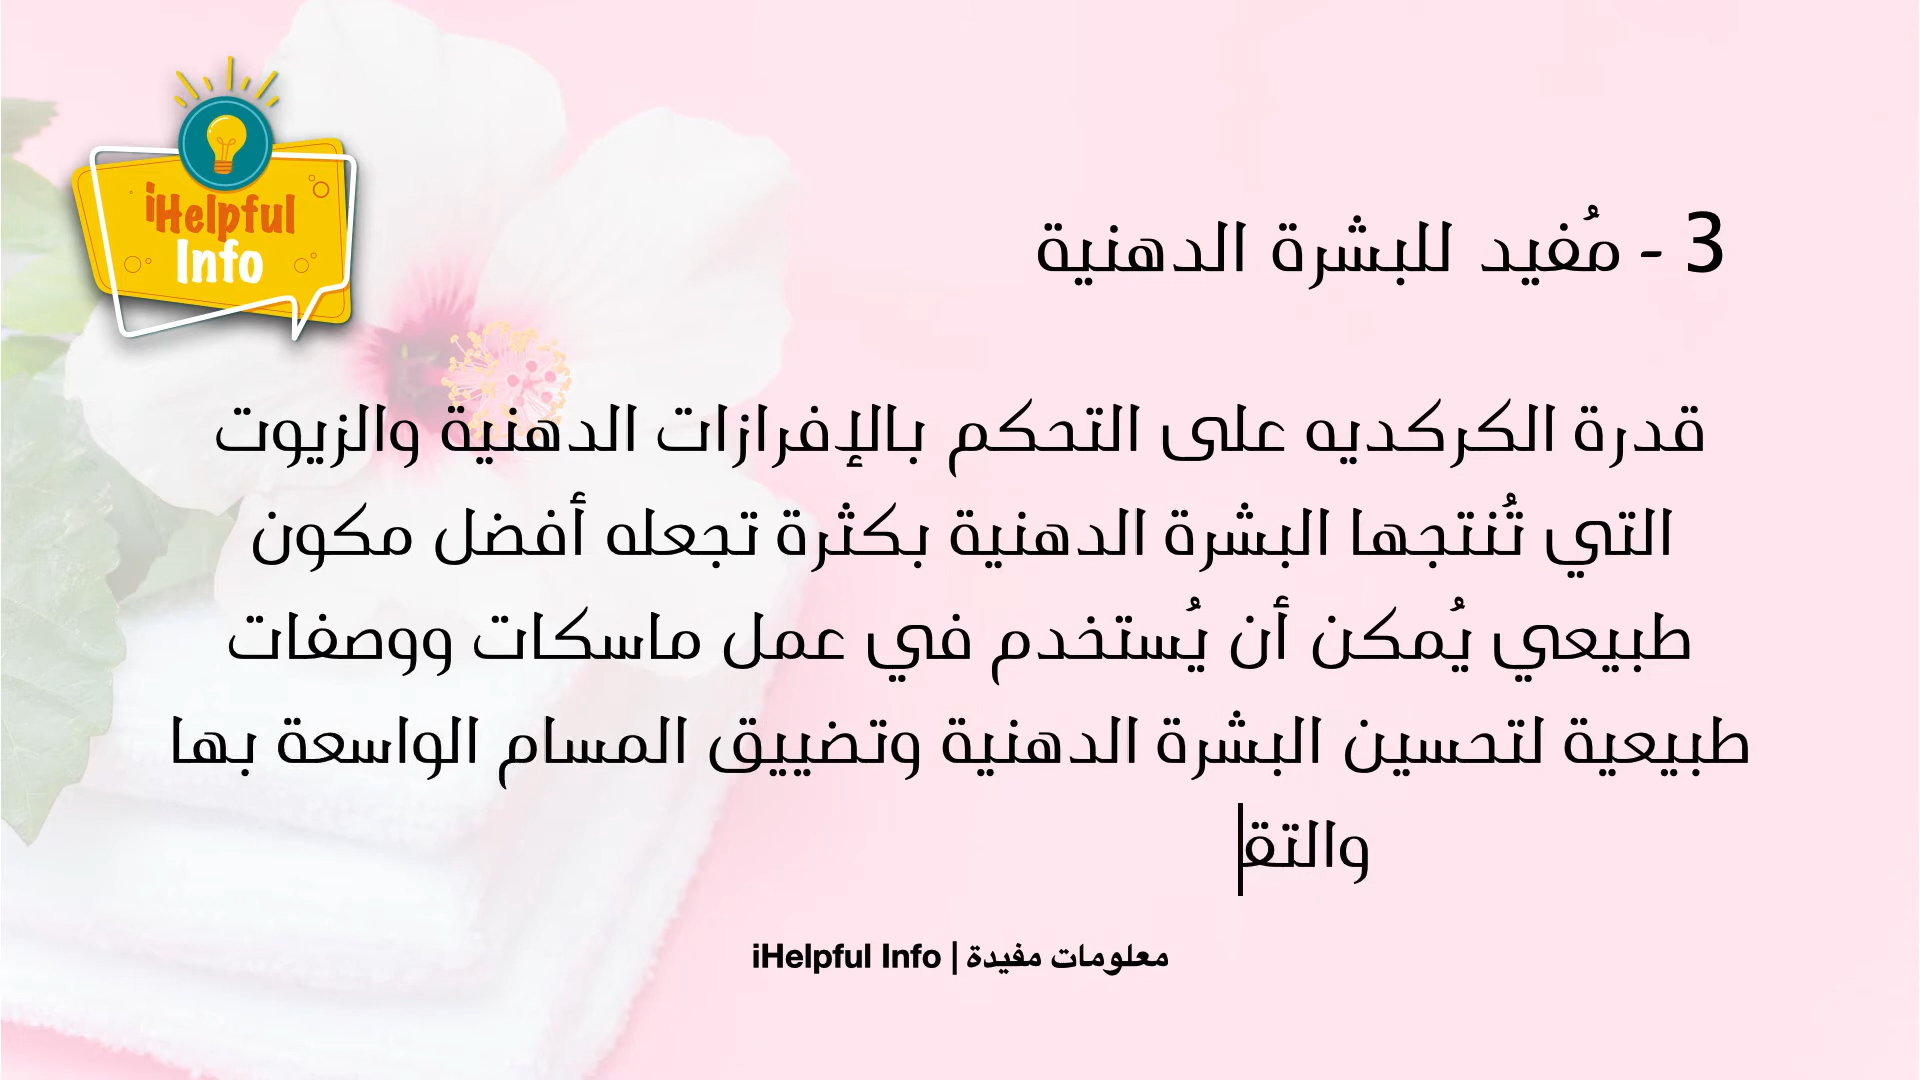 iHelpful
Info
3 - مُفيد للبشرة الدهنية
قدرة الكركديه على التحكم بالإفرازات الدهنية والزيوت
التي تُنتجها البشرة الدهنية بكثرة تجعله أفضل مكون
طبيعي يُمكن أن يُستخدم في عمل ماسكات ووصفات
طبيعية لتحسين البشرة الدهنية وتضييق المسام الواسعة بها
والتق
معلومات مفيدة | iHelpful Info